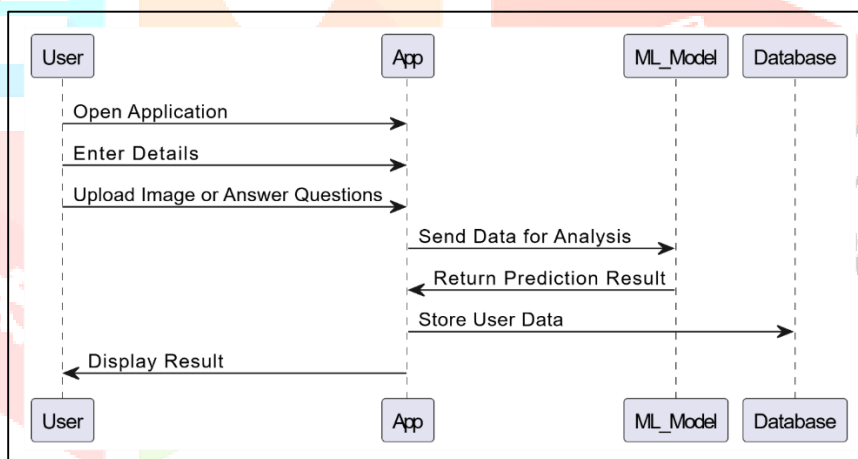 User App ML_Model Database
Open Application
Enter Details
Upload Image or Answer Questions
Send Data for Analysis
Return Prediction Result
Store User Data
Display Result
User App ML_Model Database